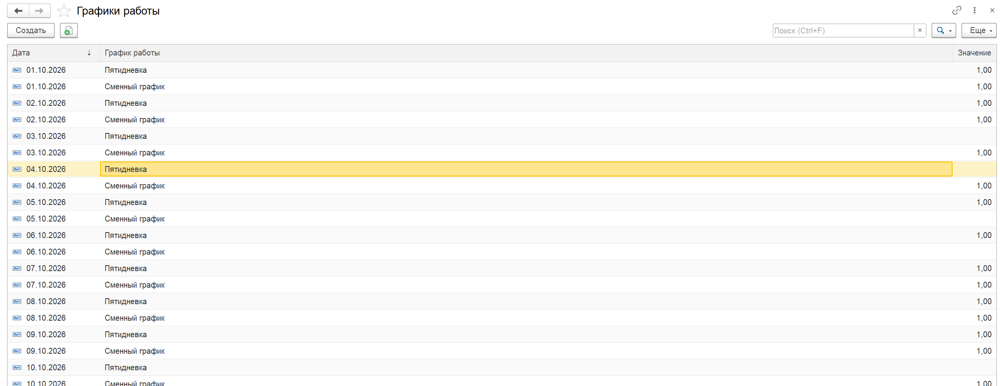 Графики работы
Создать
Поиск (Ctrl+F)
×
Еще
Дата ↓ График работы Значение
01.10.2026 Пятидневка 1,00
01.10.2026 Сменный график 1,00
02.10.2026 Пятидневка 1,00
02.10.2026 Сменный график 1,00
03.10.2026 Пятидневка
03.10.2026 Сменный график 1,00
04.10.2026 Пятидневка
04.10.2026 Сменный график 1,00
05.10.2026 Пятидневка 1,00
05.10.2026 Сменный график
06.10.2026 Пятидневка 1,00
06.10.2026 Сменный график
07.10.2026 Пятидневка 1,00
07.10.2026 Сменный график 1,00
08.10.2026 Пятидневка 1,00
08.10.2026 Сменный график 1,00
09.10.2026 Пятидневка 1,00
09.10.2026 Сменный график 1,00
10.10.2026 Пятидневка
10.10.2026 Сменный график 1,00